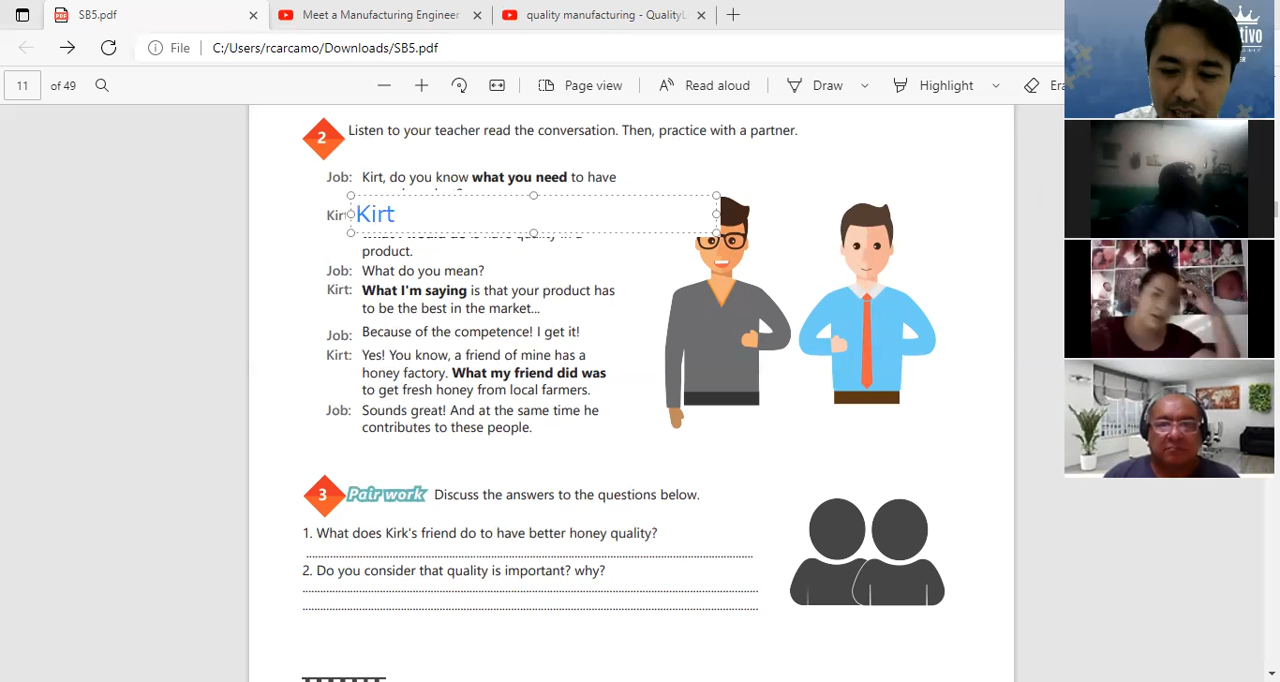 SB5.pdf
Meet a Manufacturing Engineer
quality manufacturing - QualityL
File
C:/Users/rcarcamo/Downloads/SB5.pdf
11 of 49
Page view
Read aloud
Draw
Highlight
Era
2 Listen to your teacher read the conversation. Then, practice with a partner.
Job: Kirt, do you know what you need to have
Kirt
product.
Job: What do you mean?
Kirt: What I'm saying is that your product has
to be the best in the market...
Job: Because of the competence! I get it!
Kirt: Yes! You know, a friend of mine has a
honey factory. What my friend did was
to get fresh honey from local farmers.
Job: Sounds great! And at the same time he
contributes to these people.
3 Pair work Discuss the answers to the questions below.
1. What does Kirk's friend do to have better honey quality?
2. Do you consider that quality is important? why?